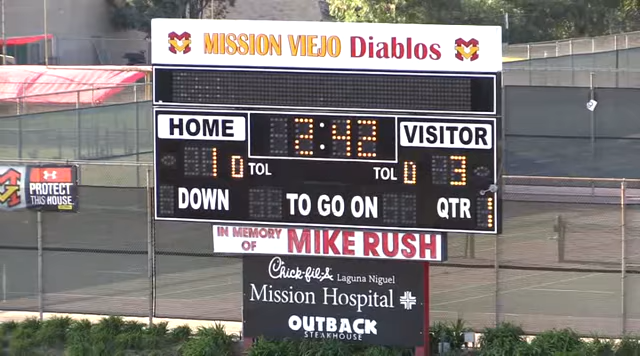 MISSION VIEJO Diablos
HOME 2:42 VISITOR
1 0 TOL TOL 0 3
DOWN TO GO ON QTR 1
PROTECT
THIS HOUSE
IN MEMORY
OF MIKE RUSH
Chick-fil-A Laguna Niguel
Mission Hospital
OUTBACK
STEAKHOUSE